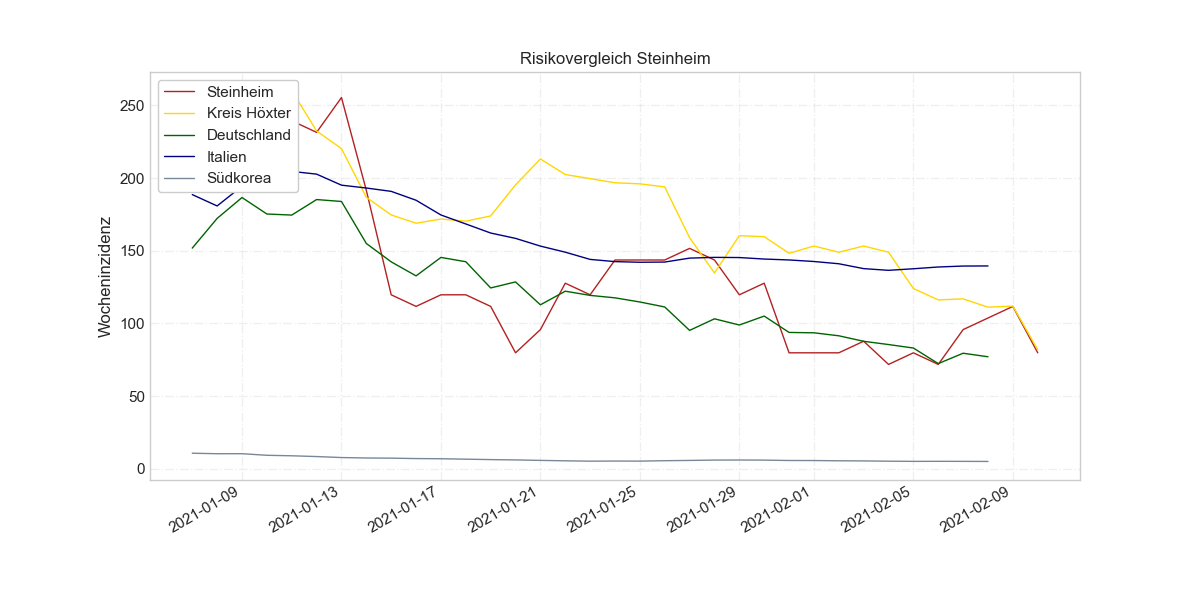 Risikovergleich Steinheim
Steinheim
Kreis Höxter
Deutschland
Italien
Südkorea
Wocheninzidenz
250
200
150
100
50
0
2021-01-09
2021-01-13
2021-01-17
2021-01-21
2021-01-25
2021-01-29
2021-02-01
2021-02-05
2021-02-09